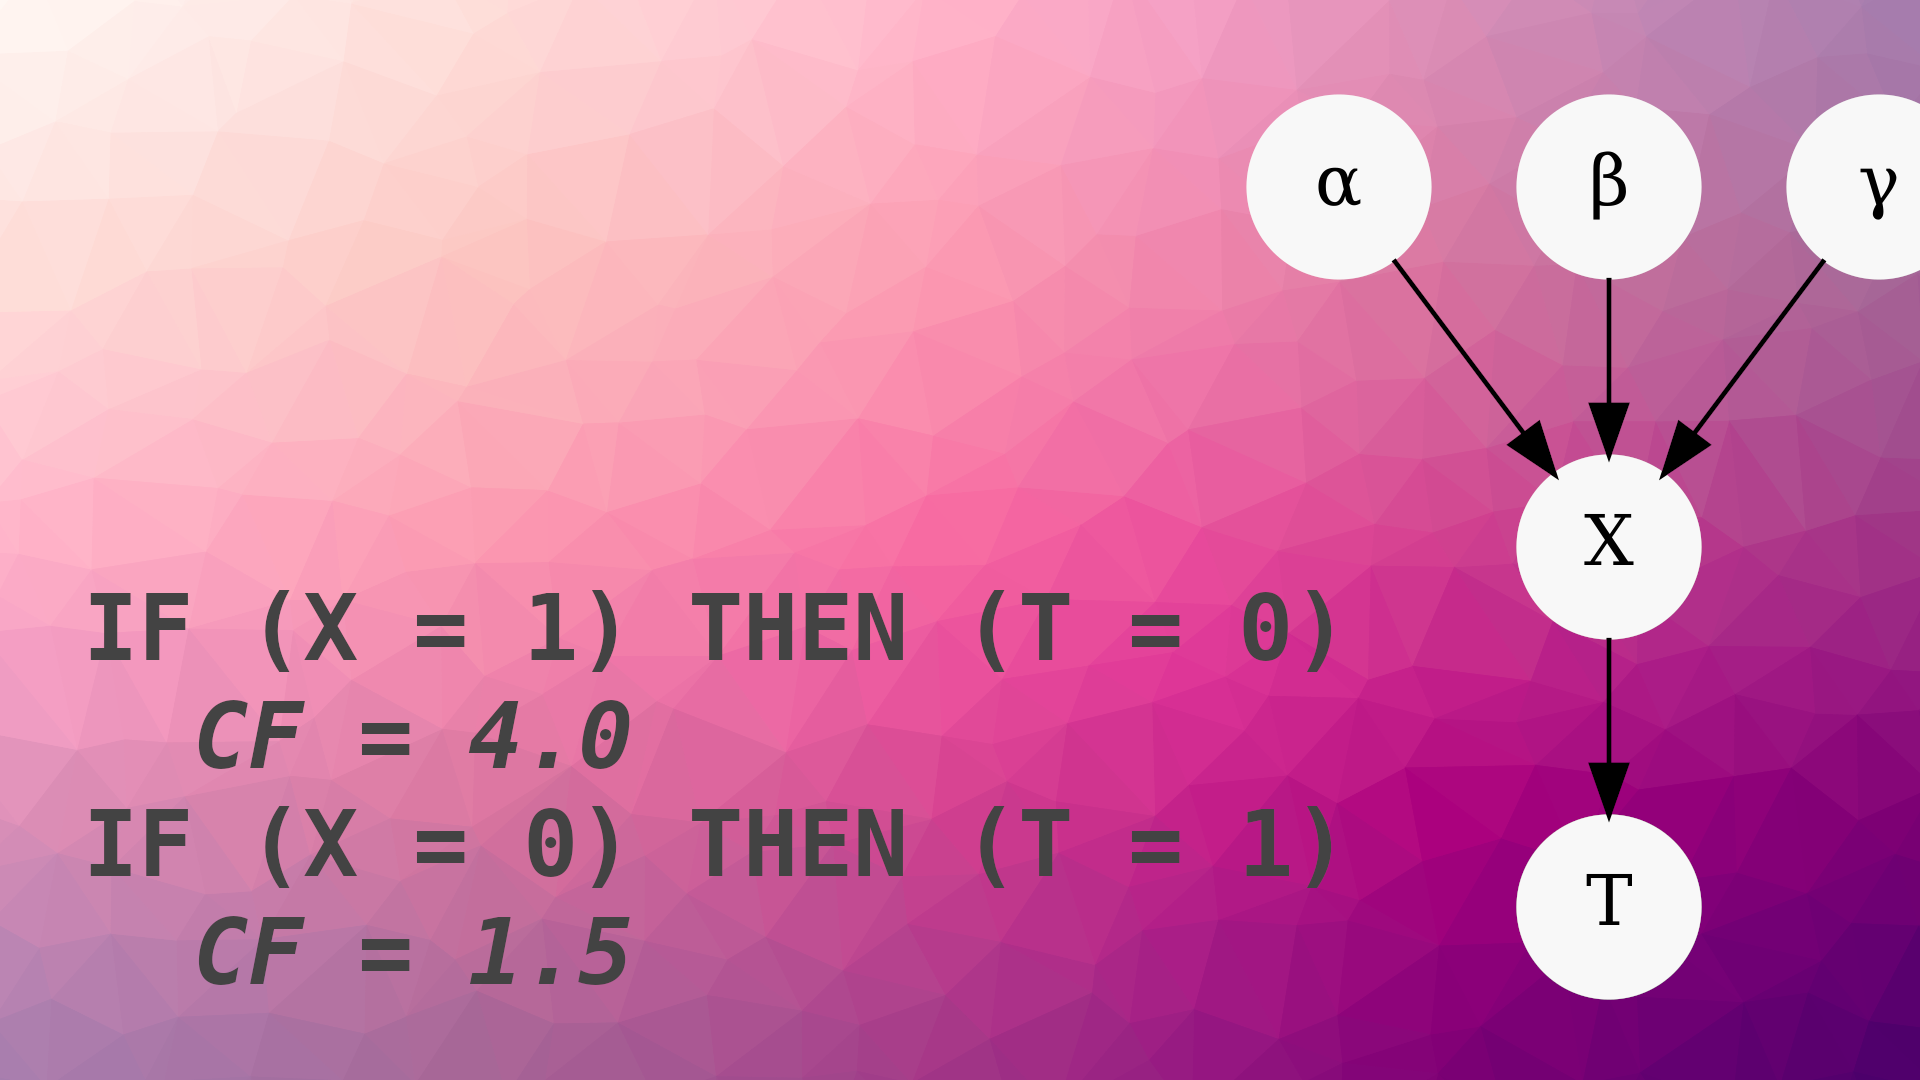 α β γ
X
IF (X = 1) THEN (T = 0)
CF = 4.0
IF (X = 0) THEN (T = 1)
CF = 1.5
T